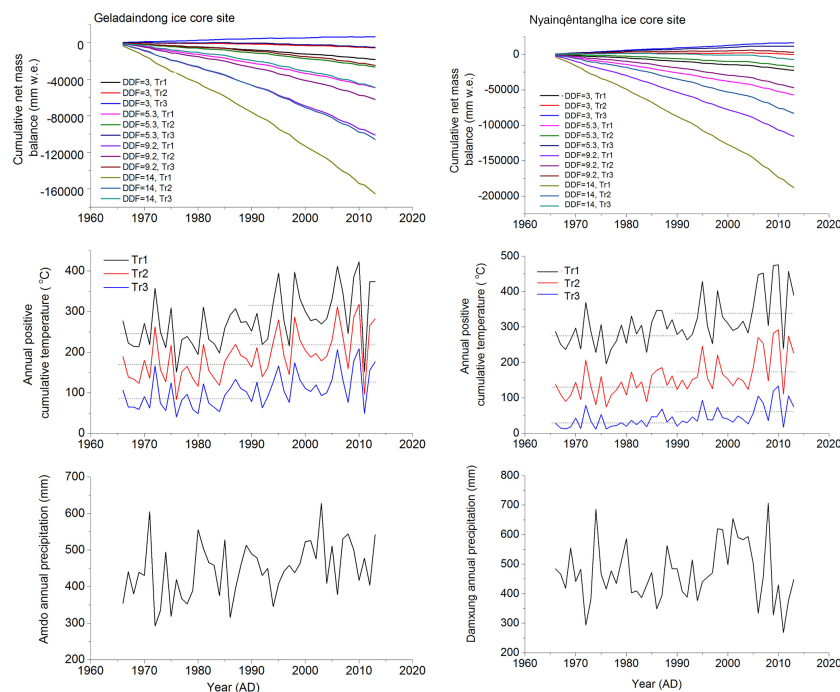 Geladaindong ice core site
Cumulative net mass
balance (mm w.e.)
0
-40000
-80000
-120000
-160000
DDF=3, Tr1
DDF=3, Tr2
DDF=3, Tr3
DDF=5.3, Tr1
DDF=5.3, Tr2
DDF=5.3, Tr3
DDF=9.2, Tr1
DDF=9.2, Tr2
DDF=9.2, Tr3
DDF=14, Tr1
DDF=14, Tr2
DDF=14, Tr3
1960 1970 1980 1990 2000 2010 2020
Nyainqêntanglha ice core site
Cumulative net mass
balance (mm w.e.)
0
-50000
-100000
-150000
-200000
DDF=3, Tr1
DDF=3, Tr2
DDF=3, Tr3
DDF=5.3, Tr1
DDF=5.3, Tr2
DDF=5.3, Tr3
DDF=9.2, Tr1
DDF=9.2, Tr2
DDF=9.2, Tr3
DDF=14, Tr1
DDF=14, Tr2
DDF=14, Tr3
1960 1970 1980 1990 2000 2010 2020
Annual positive
cumulative temperature ( °C)
400
300
200
100
0
Tr1
Tr2
Tr3
1960 1970 1980 1990 2000 2010 2020
Annual positive
cumulative temperature ( °C)
500
400
300
200
100
0
Tr1
Tr2
Tr3
1960 1970 1980 1990 2000 2010 2020
Amdo annual precipitation (mm)
700
600
500
400
300
200
1960 1970 1980 1990 2000 2010 2020
Year (AD)
Damxung annual precipitation (mm)
800
700
600
500
400
300
200
1960 1970 1980 1990 2000 2010 2020
Year (AD)